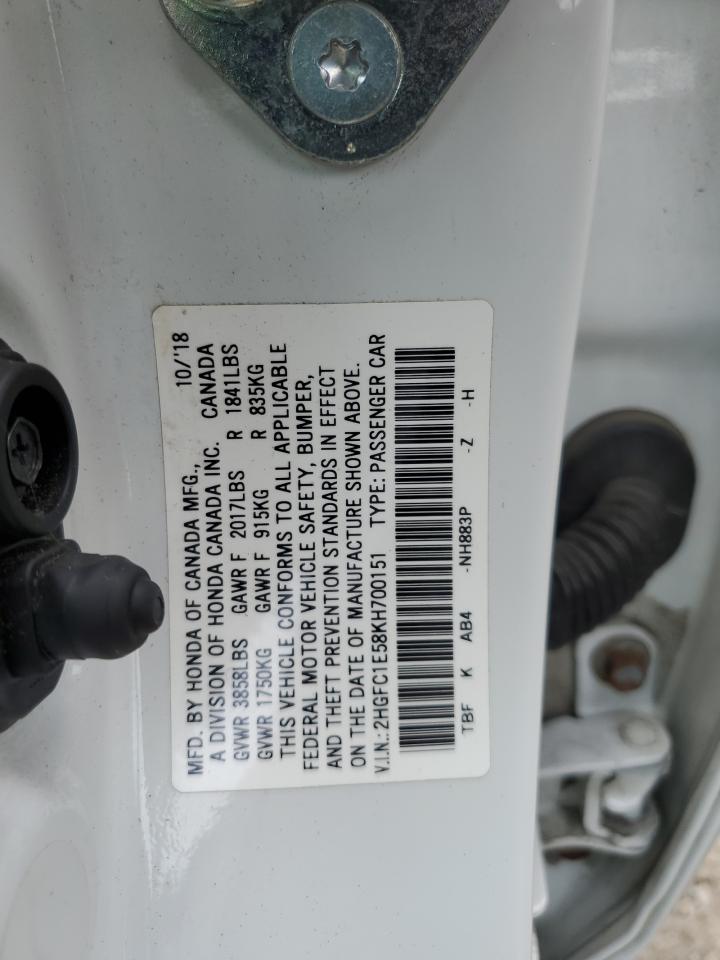 MFD. BY HONDA OF CANADA MFG., 10/'18
A DIVISION OF HONDA CANADA INC. CANADA
GVWR 3858LBS GAWR F 2017LBS R 1841LBS
GVWR 1750KG GAWR F 915KG R 835KG
THIS VEHICLE CONFORMS TO ALL APPLICABLE
FEDERAL MOTOR VEHICLE SAFETY, BUMPER,
AND THEFT PREVENTION STANDARDS IN EFFECT
ON THE DATE OF MANUFACTURE SHOWN ABOVE.
V.I.N.: 2HGFC1E58KH700151 TYPE: PASSENGER CAR
TBF K AB4 -NH883P -Z -H